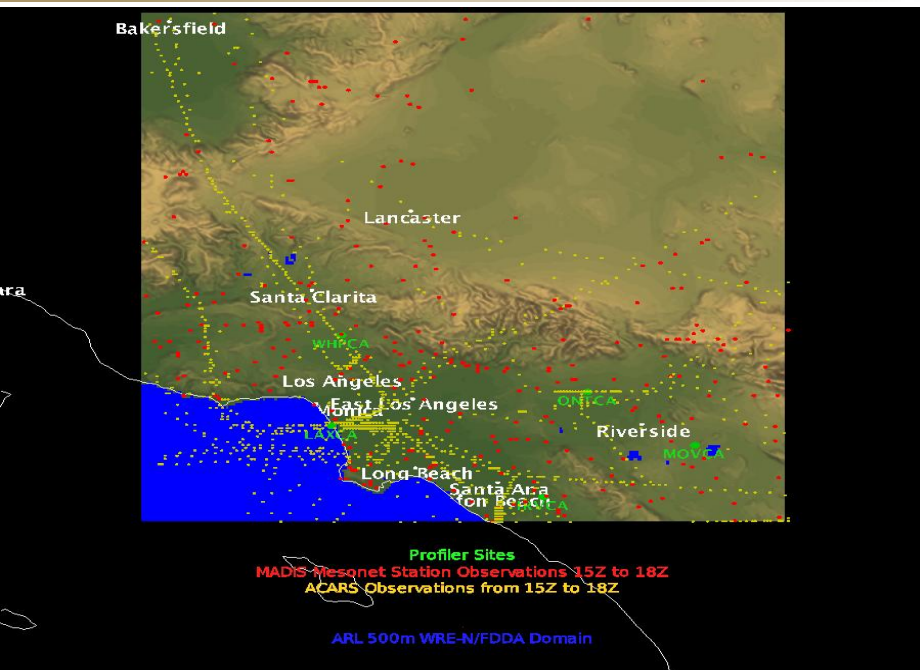 Bakersfield
Lancaster
ara
Santa Clarita
WHPCA
Los Angeles
East Los Angeles
Monica
ONTCA
Riverside
LAXCA
MOVCA
Long Beach
Santa Ana
ton Beach
Profiler Sites
MADIS Mesonet Station Observations 15Z to 18Z
ACARS Observations from 15Z to 18Z
ARL 500m WRE-N/FDDA Domain